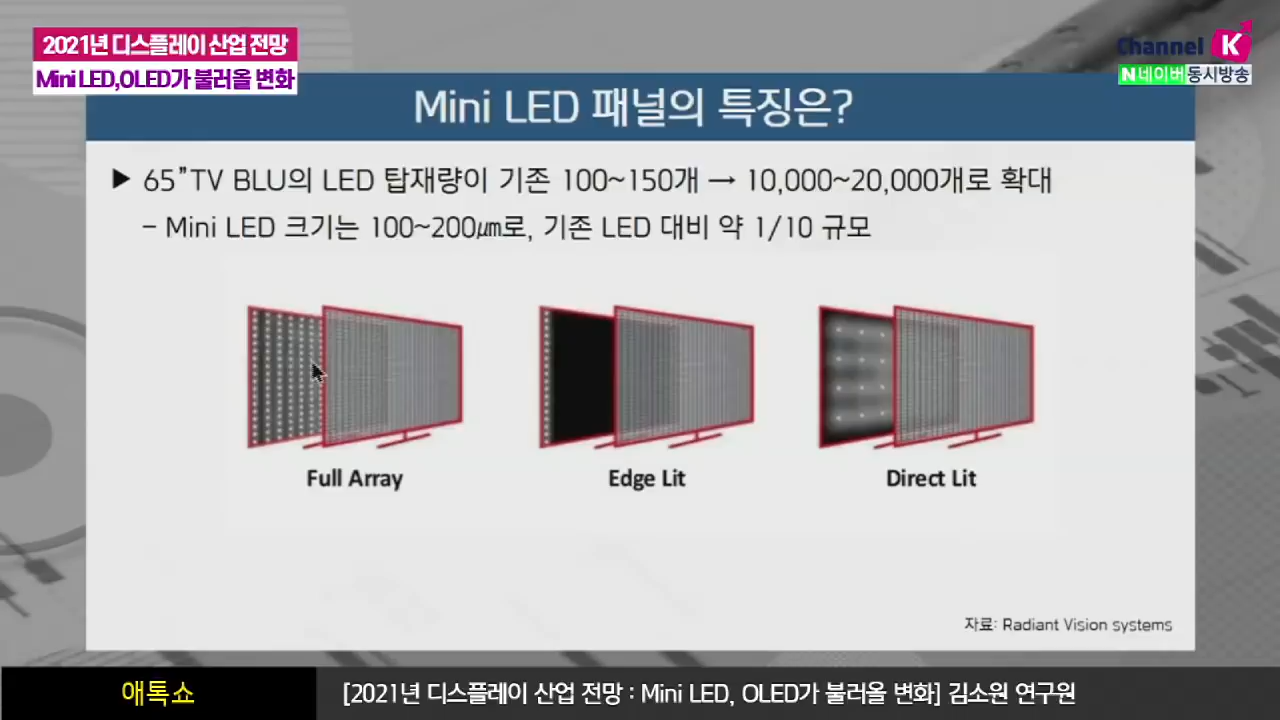 2021년 디스플레이 산업 전망
Mini LED,OLED가 불러올 변화
Channel K
N네이버동시방송
Mini LED 패널의 특징은?
▶ 65”TV BLU의 LED 탑재량이 기존 100~150개 → 10,000~20,000개로 확대
– Mini LED 크기는 100~200㎛로, 기존 LED 대비 약 1/10 규모
Full Array
Edge Lit
Direct Lit
자료: Radiant Vision systems
애톡쇼
[2021년 디스플레이 산업 전망 : Mini LED, OLED가 불러올 변화] 김소원 연구원